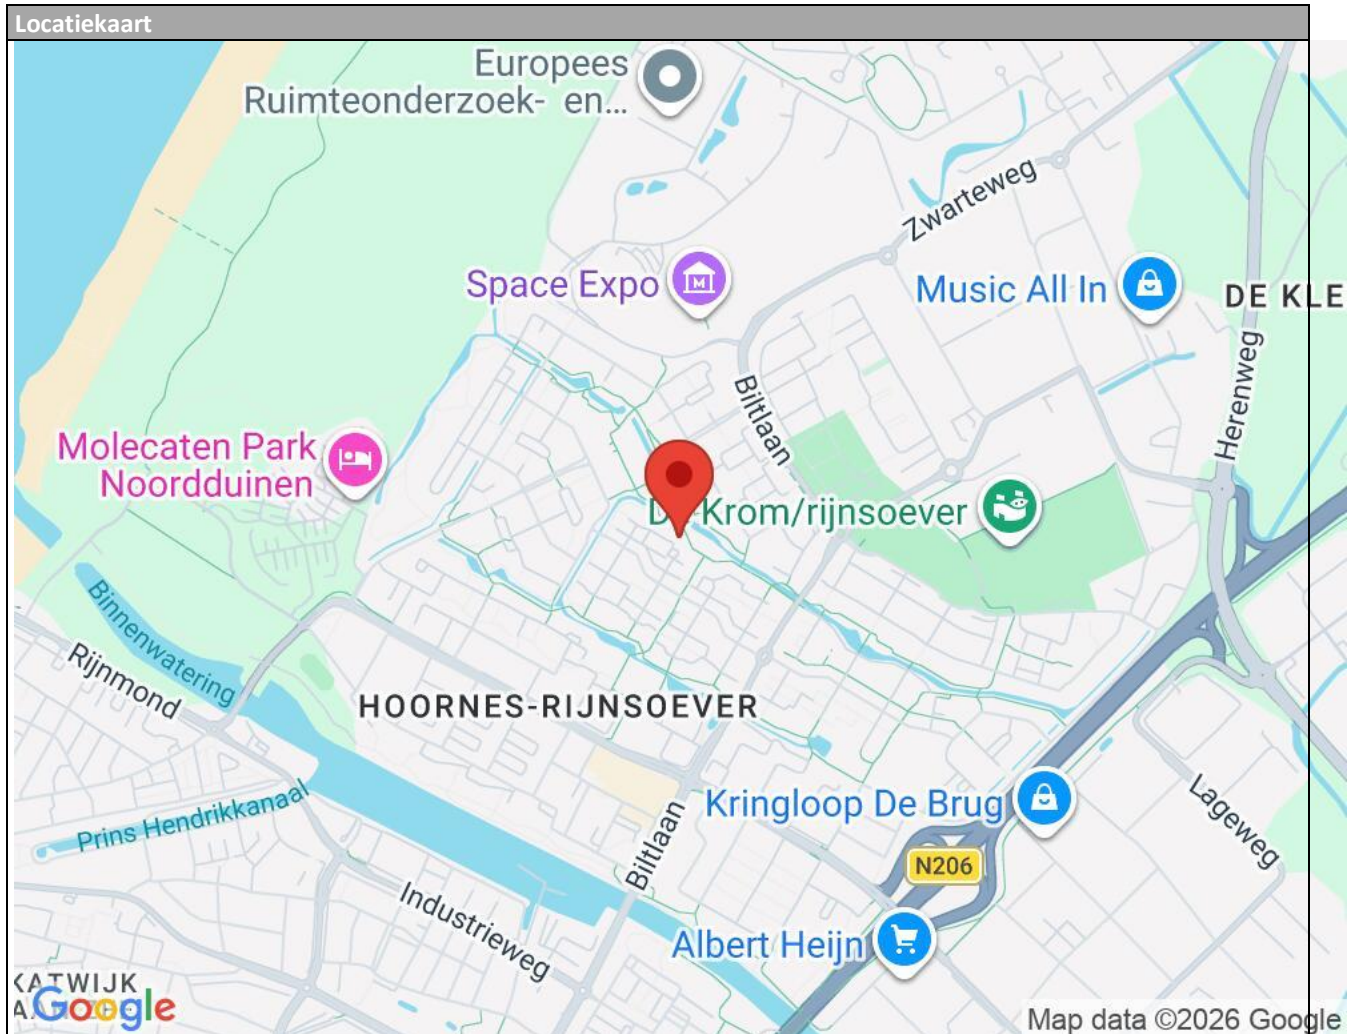 Locatiekaart
Europees
Ruimteonderzoek- en...
Zwarteweg
Space Expo
Music All In
DE KLE
Herenweg
Biltlaan
Molecaten Park
Noordduinen
Krom/rijnsoever
Binnenwatering
Rijnmond
HOORNES-RIJNSOEVER
Prins Hendrikkanaal
Kringloop De Brug
Lageweg
Biltlaan
N206
Industrieweg
Albert Heijn
KATWIJK
Google
Map data ©2026 Google